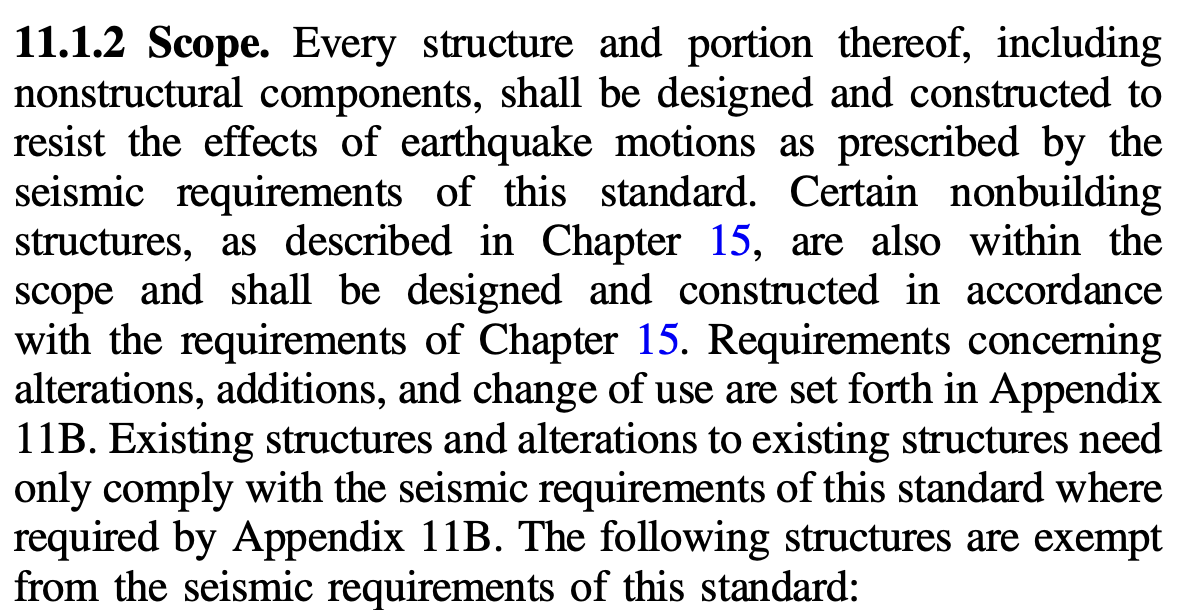 11.1.2 Scope. Every structure and portion thereof, including
nonstructural components, shall be designed and constructed to
resist the effects of earthquake motions as prescribed by the
seismic requirements of this standard. Certain nonbuilding
structures, as described in Chapter 15, are also within the
scope and shall be designed and constructed in accordance
with the requirements of Chapter 15. Requirements concerning
alterations, additions, and change of use are set forth in Appendix
11B. Existing structures and alterations to existing structures need
only comply with the seismic requirements of this standard where
required by Appendix 11B. The following structures are exempt
from the seismic requirements of this standard: